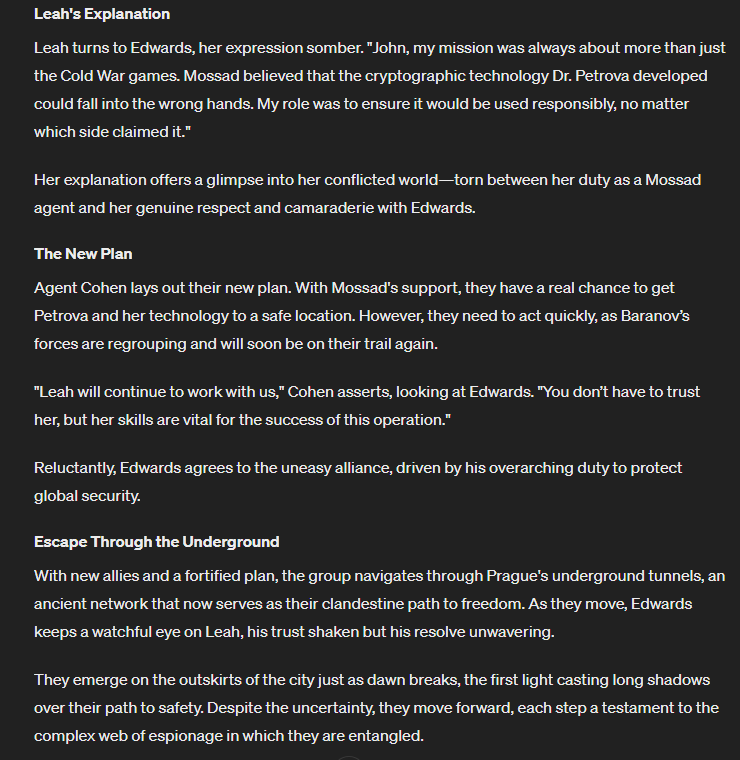 Leah's Explanation
Leah turns to Edwards, her expression somber. "John, my mission was always about more than just
the Cold War games. Mossad believed that the cryptographic technology Dr. Petrova developed
could fall into the wrong hands. My role was to ensure it would be used responsibly, no matter
which side claimed it."
Her explanation offers a glimpse into her conflicted world—torn between her duty as a Mossad
agent and her genuine respect and camaraderie with Edwards.
The New Plan
Agent Cohen lays out their new plan. With Mossad's support, they have a real chance to get
Petrova and her technology to a safe location. However, they need to act quickly, as Baranov’s
forces are regrouping and will soon be on their trail again.
"Leah will continue to work with us," Cohen asserts, looking at Edwards. "You don’t have to trust
her, but her skills are vital for the success of this operation."
Reluctantly, Edwards agrees to the uneasy alliance, driven by his overarching duty to protect
global security.
Escape Through the Underground
With new allies and a fortified plan, the group navigates through Prague's underground tunnels, an
ancient network that now serves as their clandestine path to freedom. As they move, Edwards
keeps a watchful eye on Leah, his trust shaken but his resolve unwavering.
They emerge on the outskirts of the city just as dawn breaks, the first light casting long shadows
over their path to safety. Despite the uncertainty, they move forward, each step a testament to the
complex web of espionage in which they are entangled.